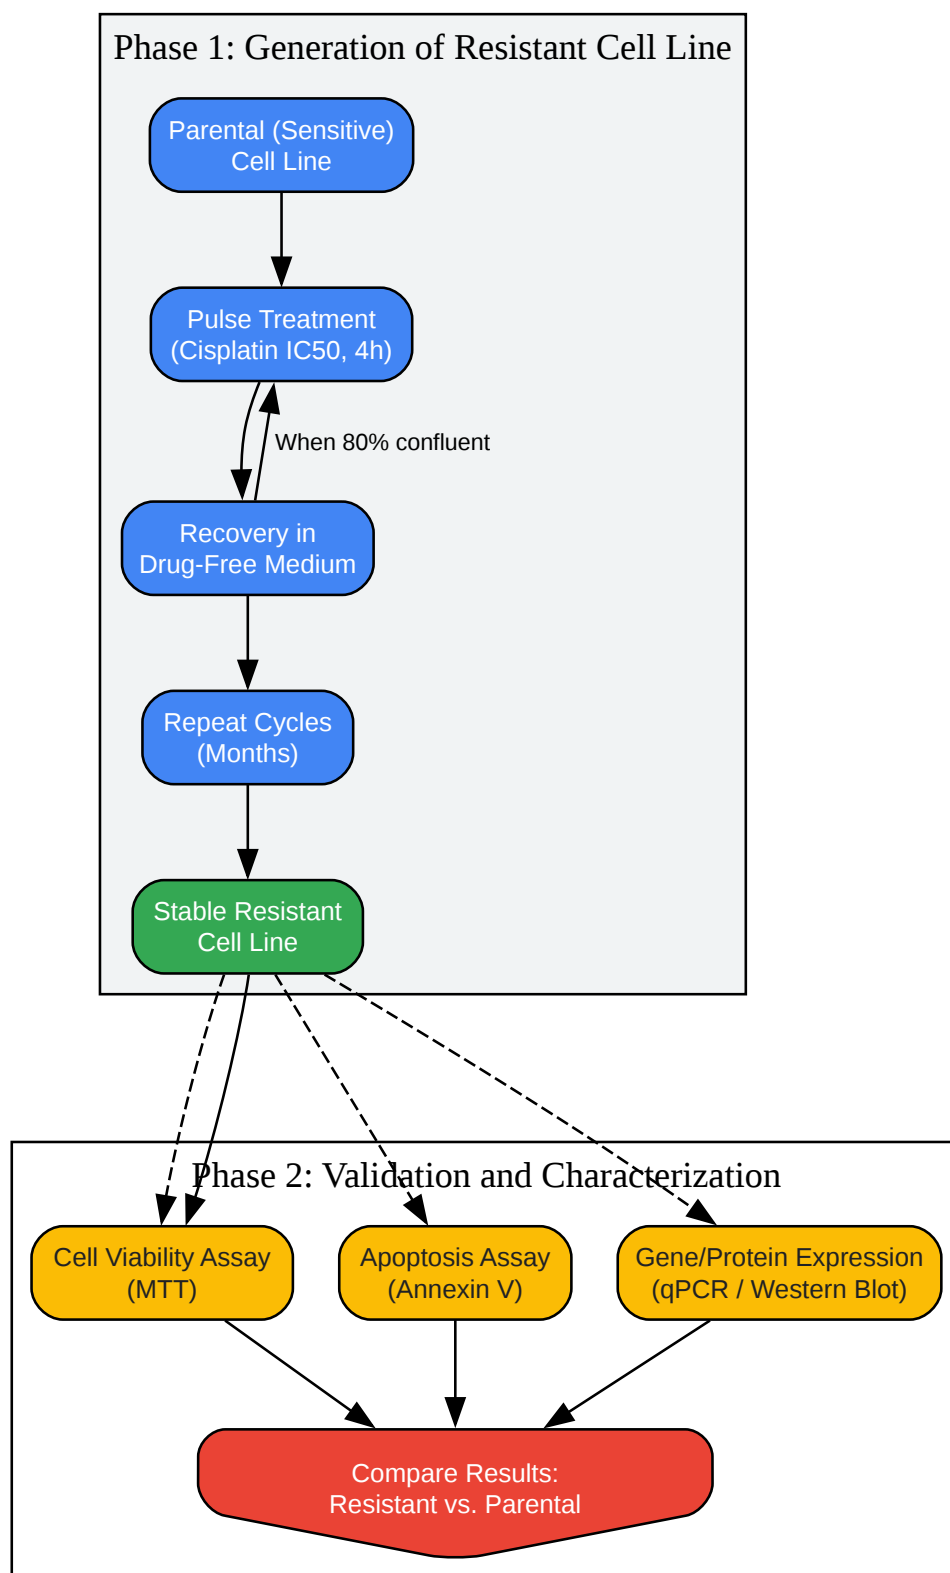 Phase 1: Generation of Resistant Cell Line
Parental (Sensitive)
Cell Line
Pulse Treatment
(Cisplatin IC50, 4h)
When 80% confluent
Recovery in
Drug-Free Medium
Repeat Cycles
(Months)
Stable Resistant
Cell Line
Phase 2: Validation and Characterization
Cell Viability Assay
(MTT)
Apoptosis Assay
(Annexin V)
Gene/Protein Expression
(qPCR / Western Blot)
Compare Results:
Resistant vs. Parental